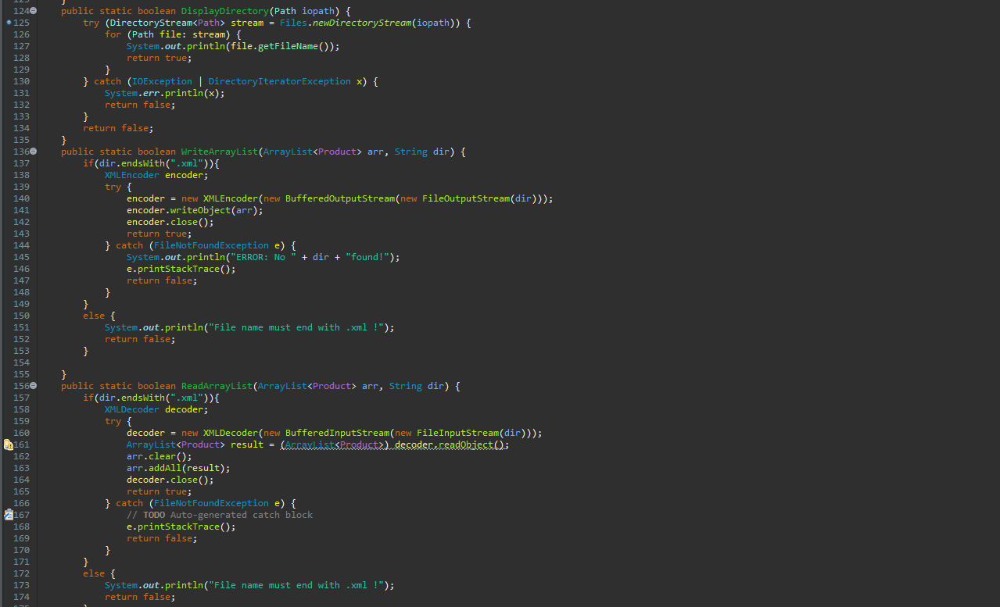 124    public static boolean DisplayDirectory(Path iopath) {
125        try (DirectoryStream<Path> stream = Files.newDirectoryStream(iopath)) {
126            for (Path file: stream) {
127                System.out.println(file.getFileName());
128                return true;
129            }
130        } catch (IOException | DirectoryIteratorException x) {
131            System.err.println(x);
132            return false;
133        }
134        return false;
135    }
136    public static boolean WriteArrayList(ArrayList<Product> arr, String dir) {
137        if(dir.endsWith(".xml")){
138            XMLEncoder encoder;
139            try {
140                encoder = new XMLEncoder(new BufferedOutputStream(new FileOutputStream(dir)));
141                encoder.writeObject(arr);
142                encoder.close();
143                return true;
144            } catch (FileNotFoundException e) {
145                System.out.println("ERROR: No " + dir + "found!");
146                e.printStackTrace();
147                return false;
148            }
149        }
150        else {
151            System.out.println("File name must end with .xml !");
152            return false;
153        }
154
155    }
156    public static boolean ReadArrayList(ArrayList<Product> arr, String dir) {
157        if(dir.endsWith(".xml")){
158            XMLDecoder decoder;
159            try {
160                decoder = new XMLDecoder(new BufferedInputStream(new FileInputStream(dir)));
161                ArrayList<Product> result = (ArrayList<Product>) decoder.readObject();
162                arr.clear();
163                arr.addAll(result);
164                decoder.close();
165                return true;
166            } catch (FileNotFoundException e) {
167                // TODO Auto-generated catch block
168                e.printStackTrace();
169                return false;
170            }
171        }
172        else {
173            System.out.println("File name must end with .xml !");
174            return false;